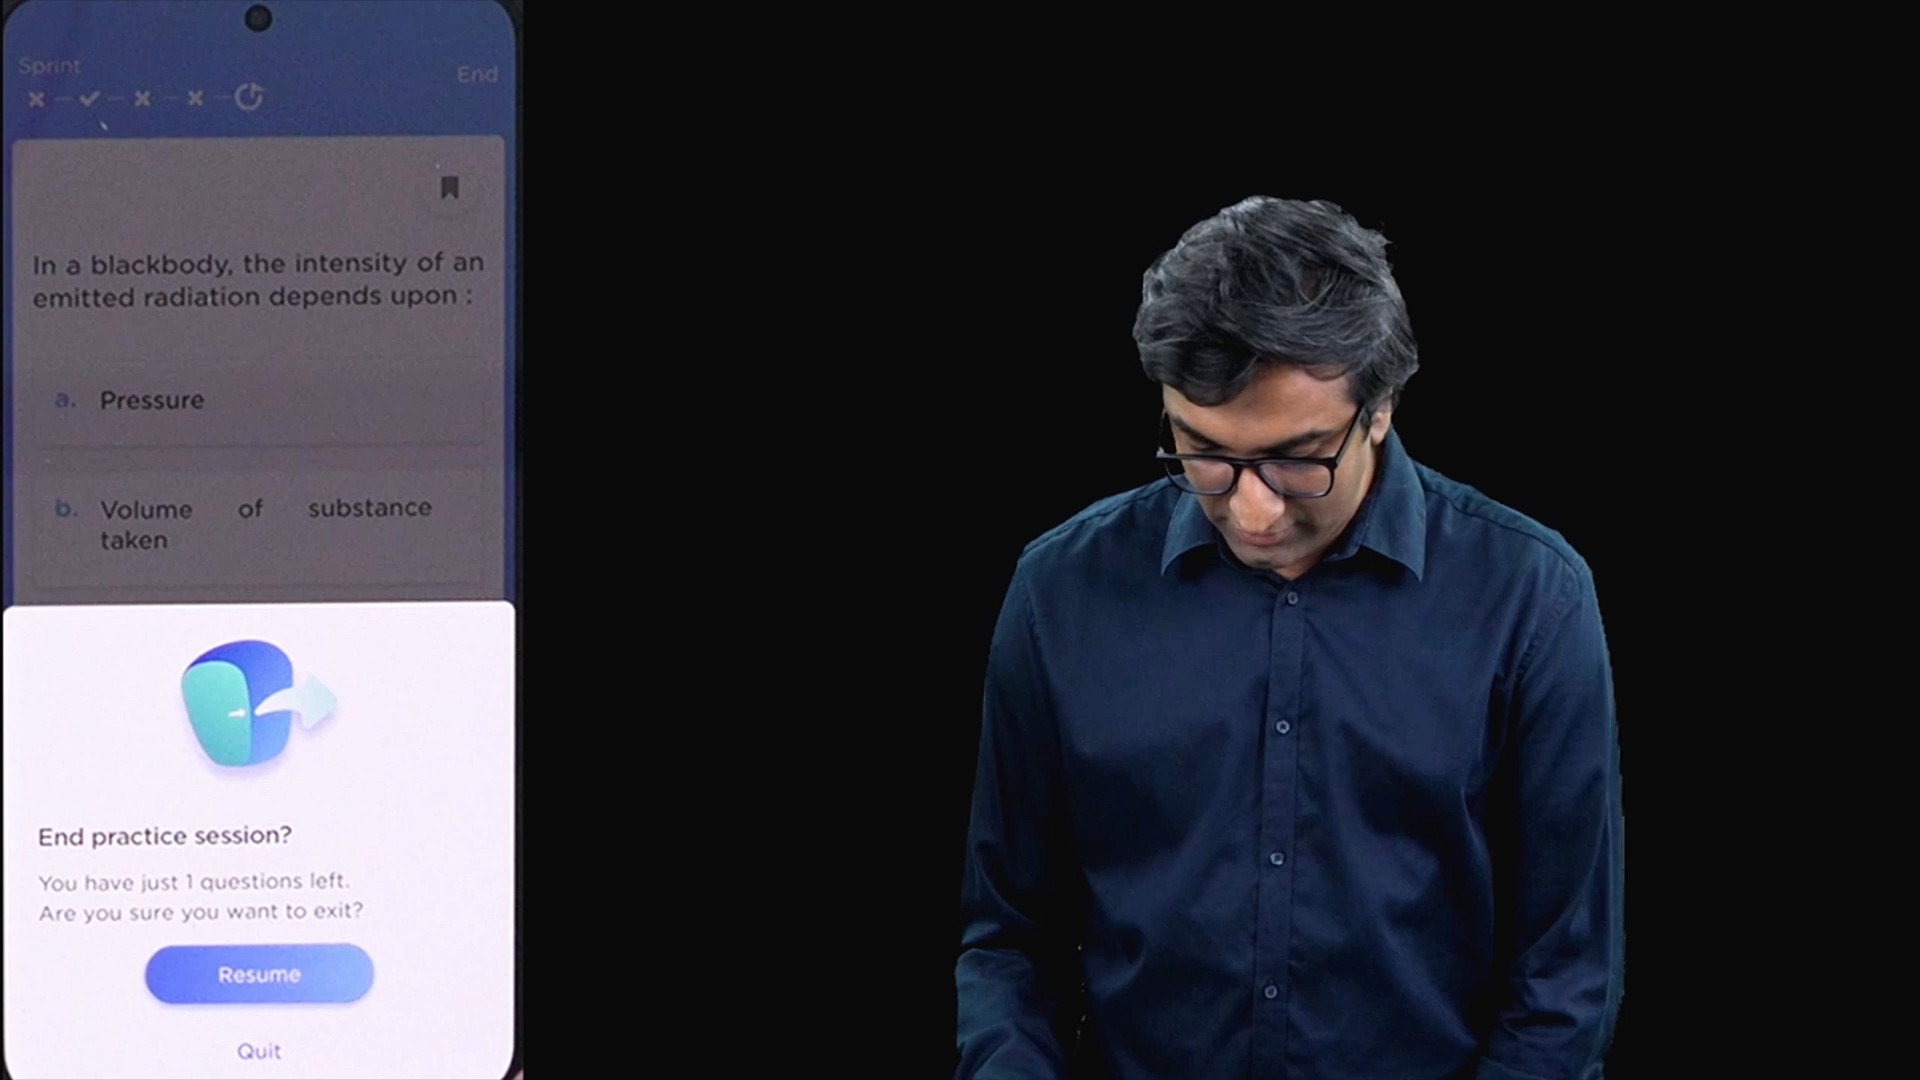 Sprint
End
In a blackbody, the intensity of an
emitted radiation depends upon :
a. Pressure
b. Volume of substance
taken
End practice session?
You have just 1 questions left.
Are you sure you want to exit?
Resume
Quit